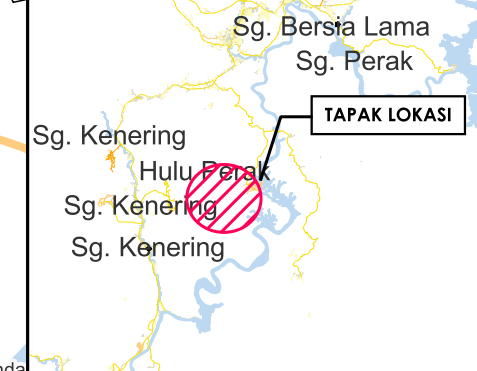 Sg. Bersia Lama
Sg. Perak
TAPAK LOKASI
Sg. Kenering
Hulu Perak
Sg. Kenering
Sg. Kenering